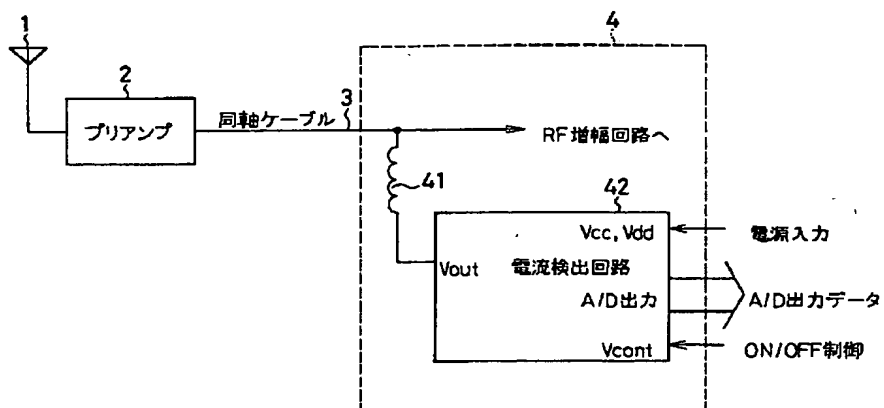 1
2
プリアンプ
同軸ケーブル
3
4
RF増幅回路へ
41
42
Vcc, Vdd
電源入力
Vout
電流検出回路
A/D出力
A/D出力データ
Vcont
ON/OFF制御